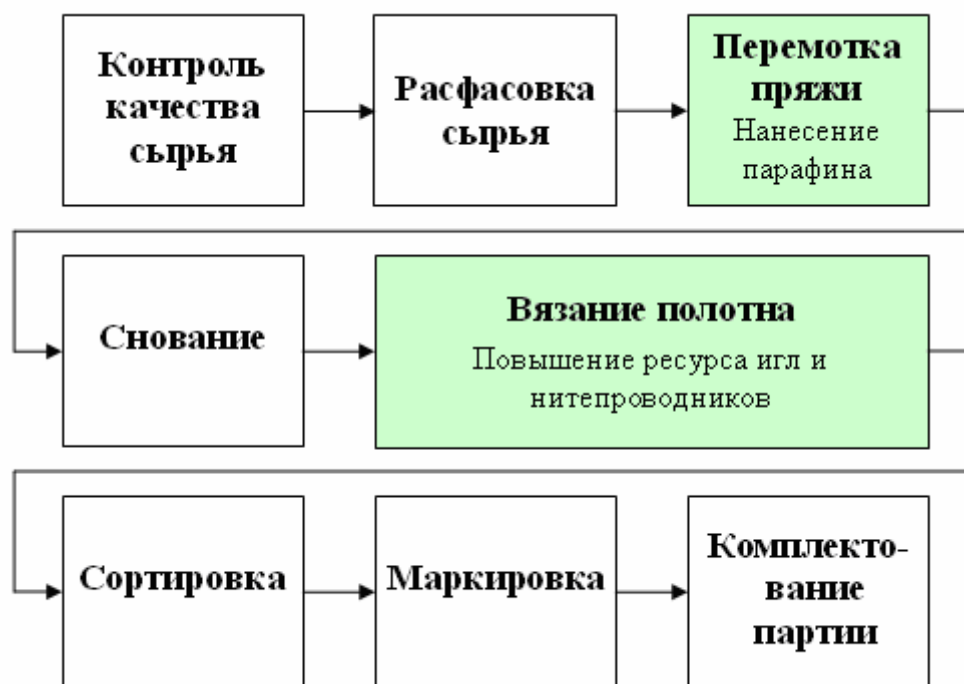 Контроль
качества
сырья
Расфасовка
сырья
Перемотка
пряжи
Нанесение
парафина
Снование
Вязание полотна
Повышение ресурса игл и
нитепроводников
Сортировка
Маркировка
Комплекто-
вание
партии